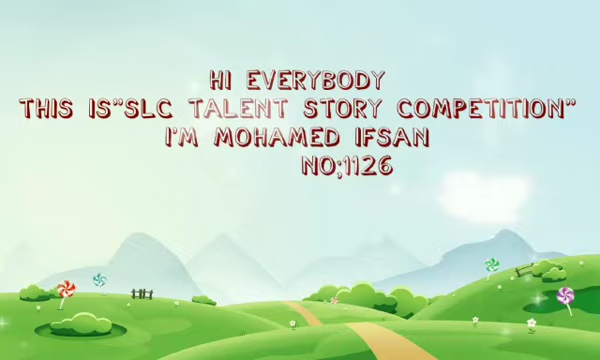 HI EVERYBODY
THIS IS"SLC TALENT STORY COMPETITION"
I'M MOHAMED IFSAN
NO;1126